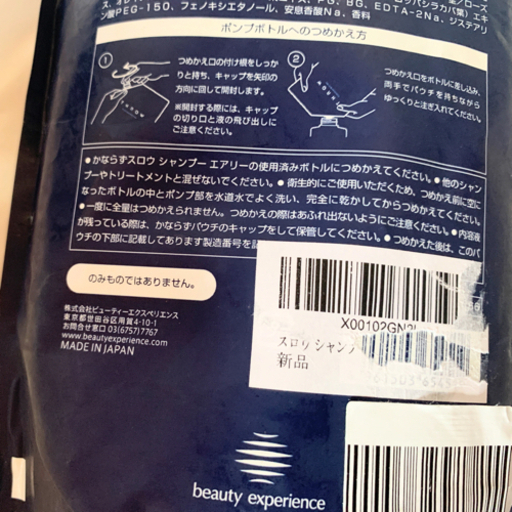 ス、オレイ
PG、BG、EDTA-2Na、ジステアリ
ン酸PEG-150、フェノキシエタノール、安息香酸Na、香料
ポンプボトルへのつめかえ方
1
つめかえ口の付け根をしっか
りと持ち、キャップを矢印の
方向に回して開封します。
※開封する際には、キャップ
の切り口と液の飛び出しに
ご注意ください。
2
つめかえ口をボトルに差し込み、
両手でパウチを持ちながら
ゆっくりと注ぎ入れてください。
●かならずスロウ シャンプー エアリーの使用済みボトルにつめかえてください。●他のシャン
プーやトリートメントと混ぜないでください。●衛生的にご使用いただくため、つめかえ前に空に
なったボトルの中とポンプ部を水道水でよく洗い、完全に乾かしてからつめかえてください。
●一度に全量はつめかえられません。つめかえの際はあふれ出ないようにご注意ください。●内容液
が残っている際は、かならずパウチのキャップをして保管してください。●つめかえた後は、このパ
ウチの下部に記載してあります製造番号を記
のみものではありません。
株式会社ビューティーエクスペリエンス
東京都世田谷区用賀4-10-1
お問合せ窓口 03(6757)7767
www.beautyexperience.com
MADE IN JAPAN
X00102GN
スロウ シャン
新品
beauty experience